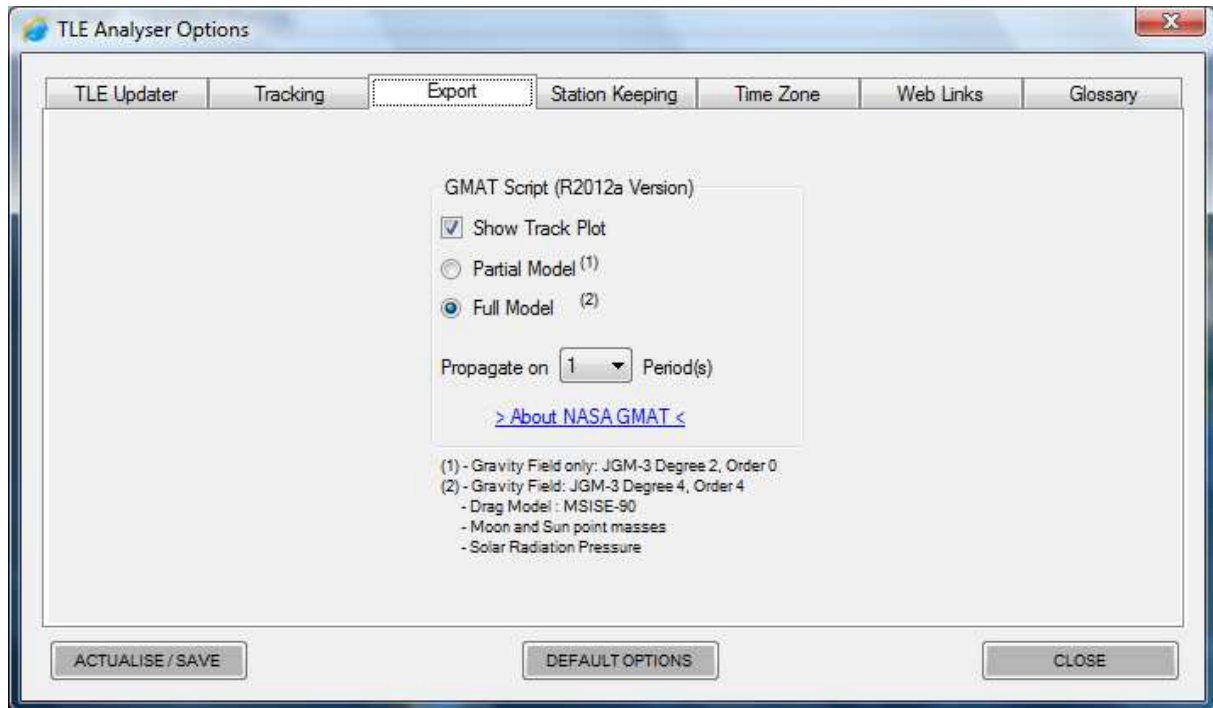 TLE Analyser Options
TLE Updater Tracking Export Station Keeping Time Zone Web Links Glossary
GMAT Script (R2012a Version)
Show Track Plot
Partial Model (1)
Full Model (2)
Propagate on 1 Period(s)
> About NASA GMAT <
(1) - Gravity Field only: JGM-3 Degree 2, Order 0
(2) - Gravity Field: JGM-3 Degree 4, Order 4
- Drag Model : MSISE-90
- Moon and Sun point masses
- Solar Radiation Pressure
ACTUALISE / SAVE DEFAULT OPTIONS CLOSE